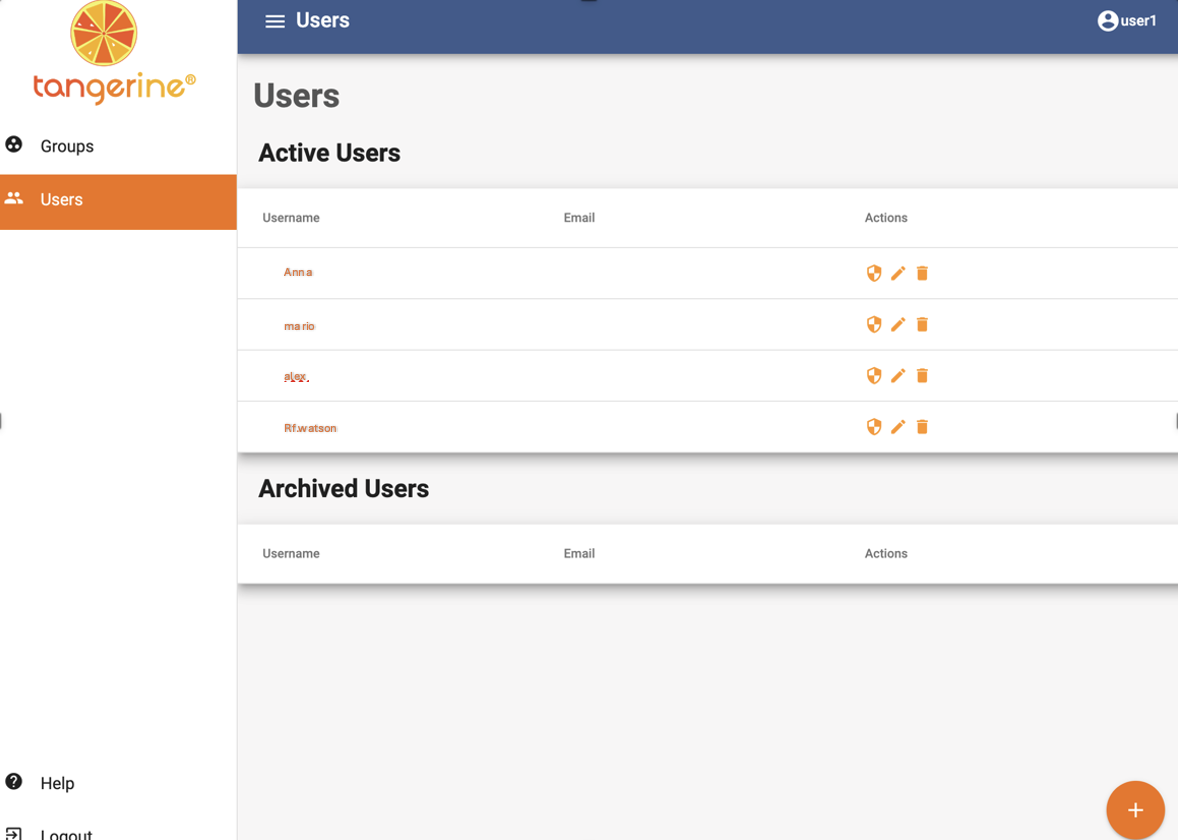 tangerine®
Groups
Users
Help
Logout
Users
user1
Users
Active Users
Username Email Actions
Anna
mario
alex.
Rf.watson
Archived Users
Username Email Actions